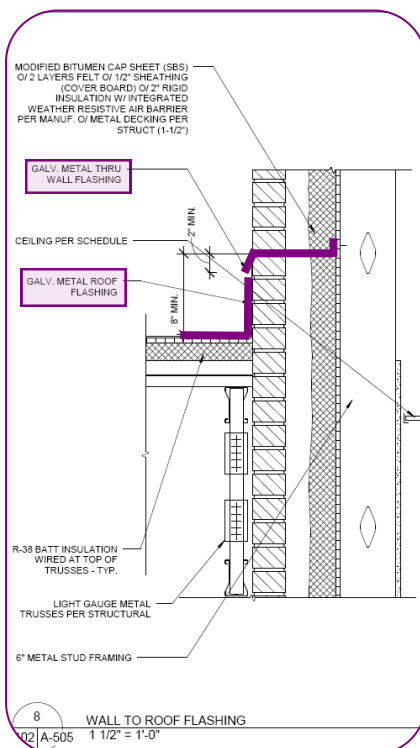 MODIFIED BITUMEN CAP SHEET (SBS)
O/ 2 LAYERS FELT O/ 1/2" SHEATHING
(COVER BOARD) O/ 2" RIGID
INSULATION W/ INTEGRATED
WEATHER RESISTIVE AIR BARRIER
PER MANUF. O/ METAL DECKING PER
STRUCT (1-1/2")
GALV. METAL THRU
WALL FLASHING
2" MIN.
CEILING PER SCHEDULE
GALV. METAL ROOF
FLASHING
8" MIN.
R-38 BATT INSULATION
WIRED AT TOP OF
TRUSSES - TYP.
LIGHT GAUGE METAL
TRUSSES PER STRUCTURAL
6" METAL STUD FRAMING
8
102 A-505
WALL TO ROOF FLASHING
1 1/2" = 1'-0"